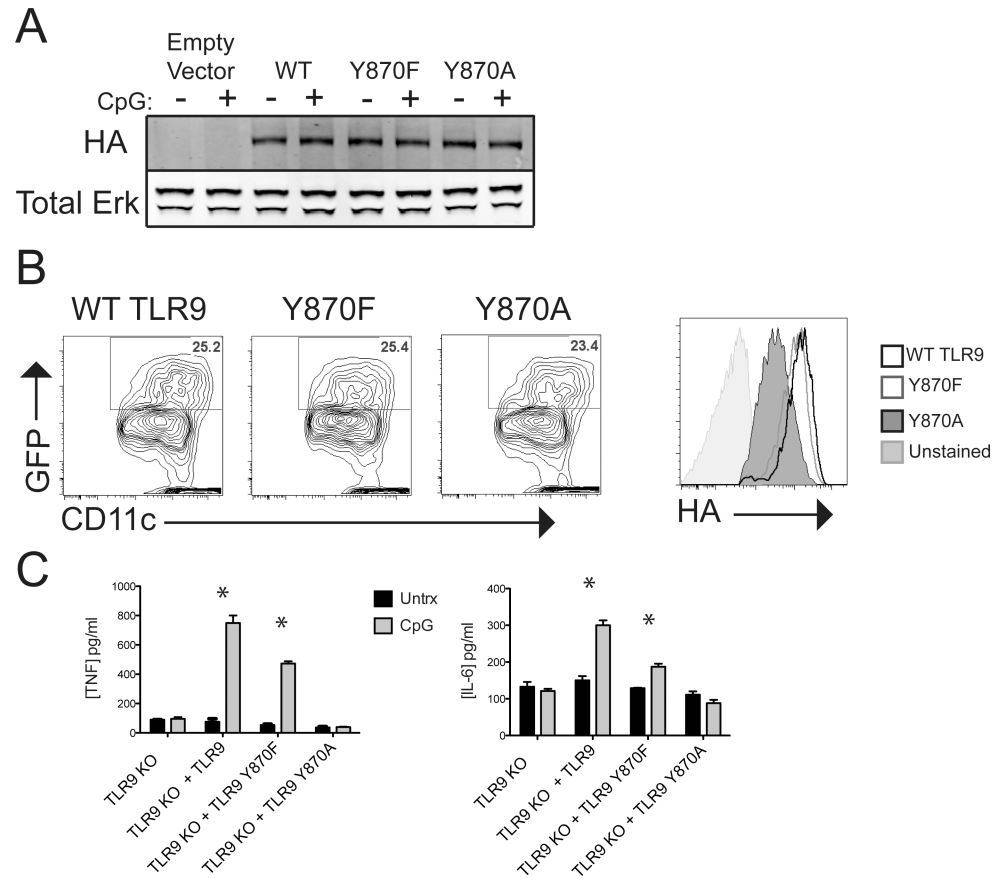 A
Empty
Vector
WT
Y870F
Y870A
CpG: - + - + - + - +
HA
Total Erk
B
WT TLR9
Y870F
Y870A
25.2
25.4
23.4
GFP
CD11c
HA
WT TLR9
Y870F
Y870A
Unstained
C
[TNF] pg/ml
1000
800
600
400
200
0
*
*
TLR9 KO
TLR9 KO + TLR9
TLR9 KO + TLR9 Y870F
TLR9 KO + TLR9 Y870A
Untrx
CpG
[IL-6] pg/ml
400
300
200
100
0
*
*
TLR9 KO
TLR9 KO + TLR9
TLR9 KO + TLR9 Y870F
TLR9 KO + TLR9 Y870A